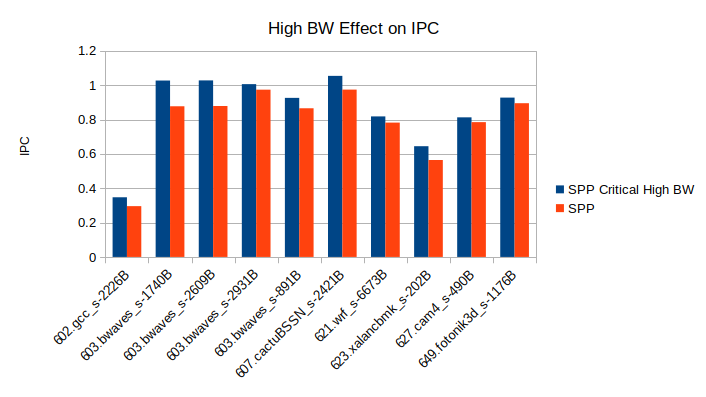 High BW Effect on IPC
1.2
1
0.8
0.6
0.4
0.2
0
IPC
602.gcc_s-2226B
603.bwaves_s-1740B
603.bwaves_s-2609B
603.bwaves_s-2931B
603.bwaves_s-891B
607.cactuBSSN_s-2421B
621.wrf_s-6673B
623.xalancbmk_s-202B
627.cam4_s-490B
649.fotonik3d_s-1176B
SPP Critical High BW
SPP